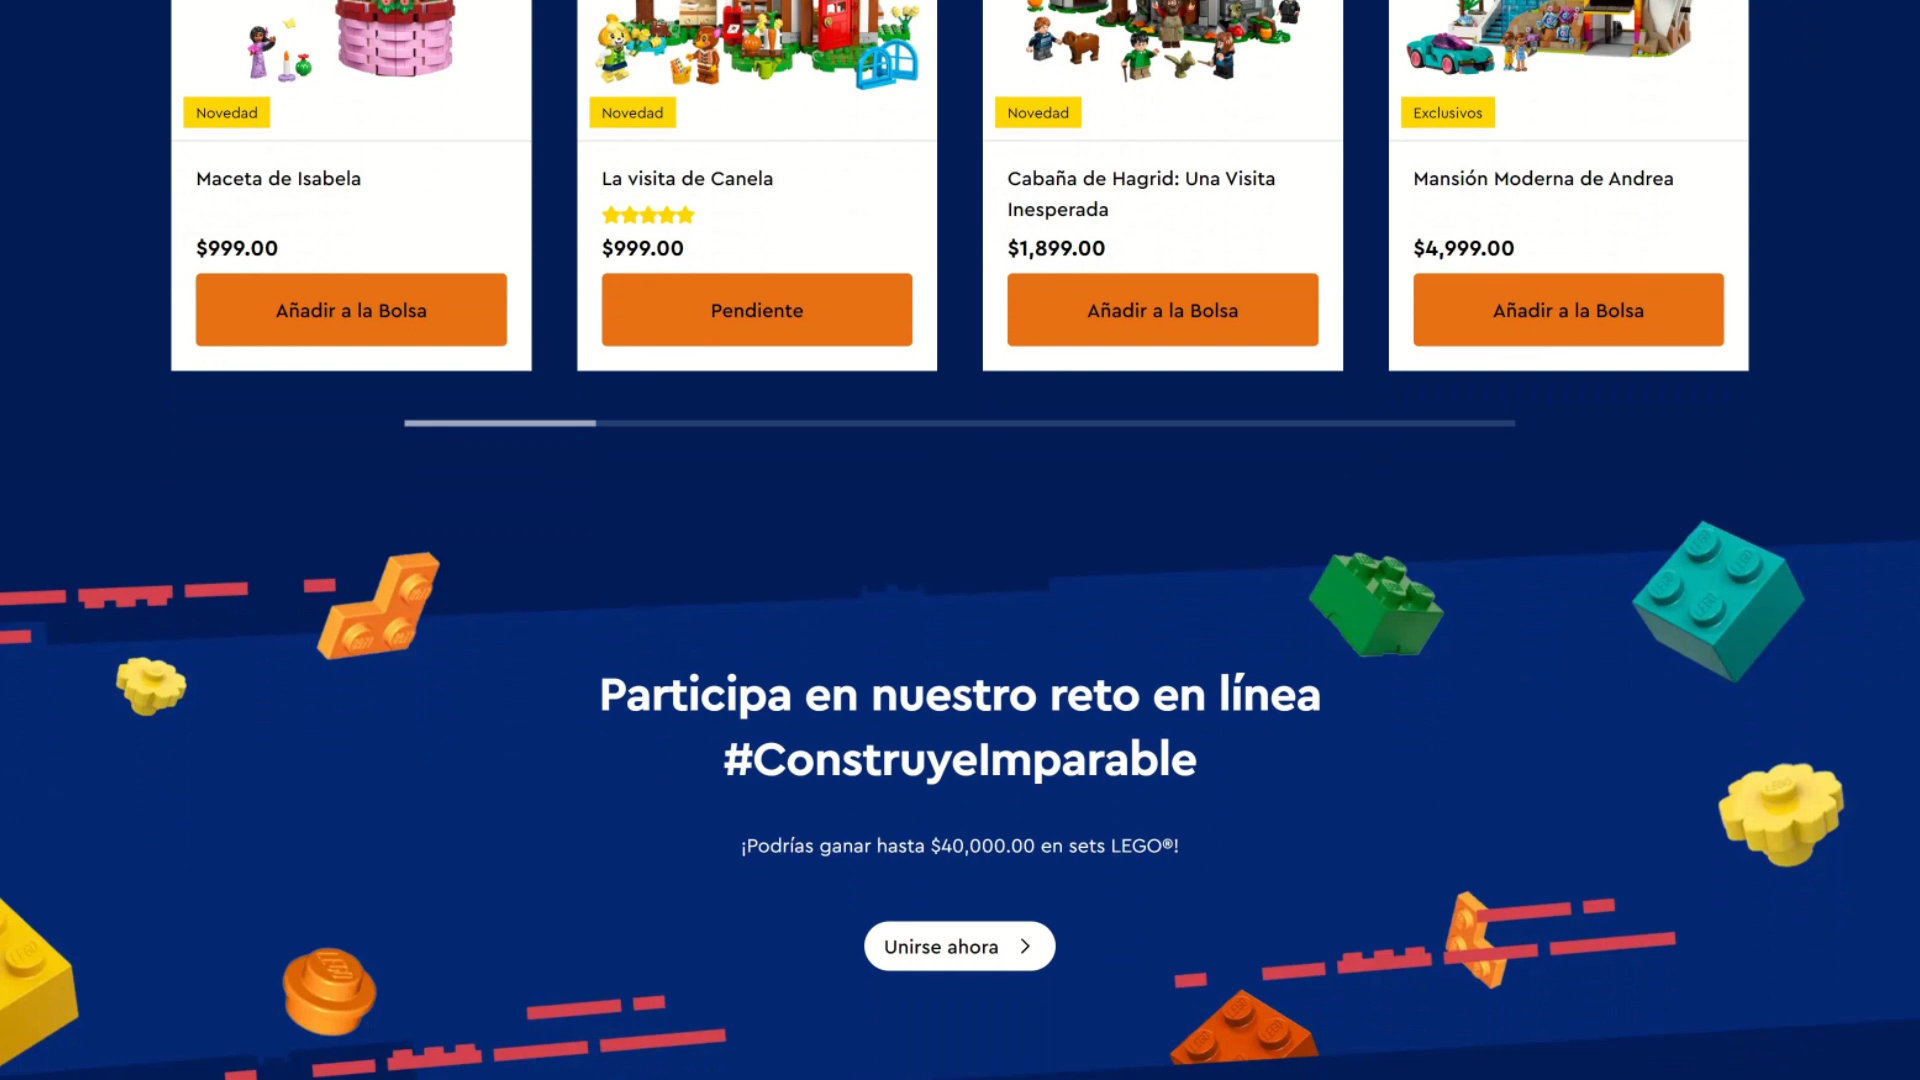 Novedad
Maceta de Isabela
$999.00
Añadir a la Bolsa
Novedad
La visita de Canela
$999.00
Pendiente
Novedad
Cabaña de Hagrid: Una Visita
Inesperada
$1,899.00
Añadir a la Bolsa
Exclusivos
Mansión Moderna de Andrea
$4,999.00
Añadir a la Bolsa
Participa en nuestro reto en línea
#ConstruyeImparable
¡Podrías ganar hasta $40,000.00 en sets LEGO®!
Unirse ahora